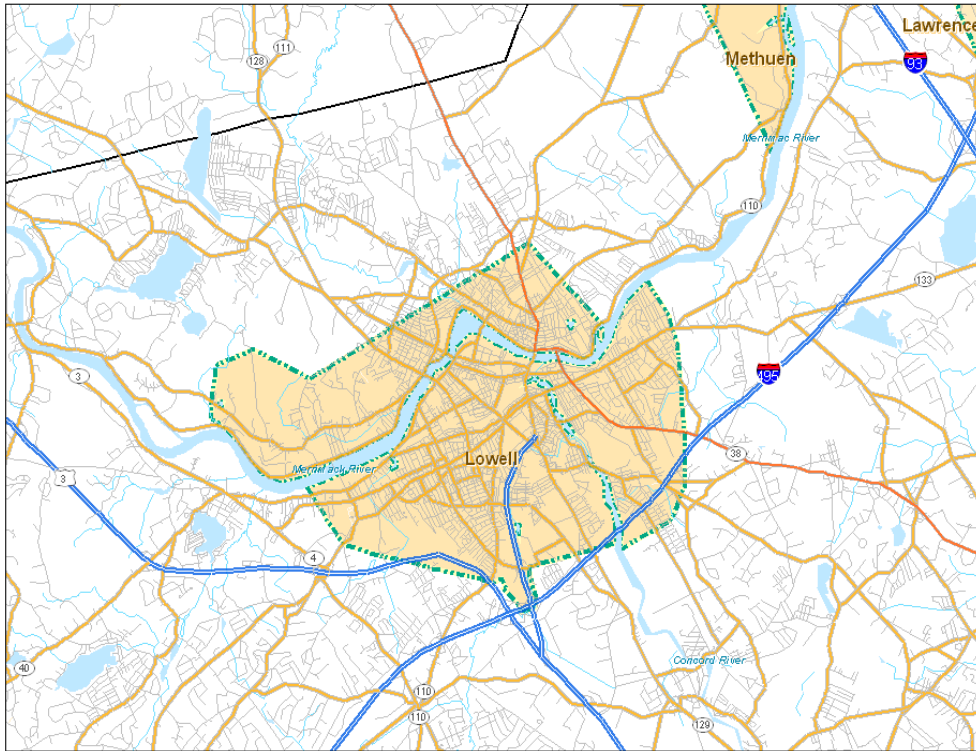 Lawrence
111
128
Methuen
93
Merrimac River
110
133
3
495
38
Lowell
Merrimack River
3
4
40
Concord River
110
110
129